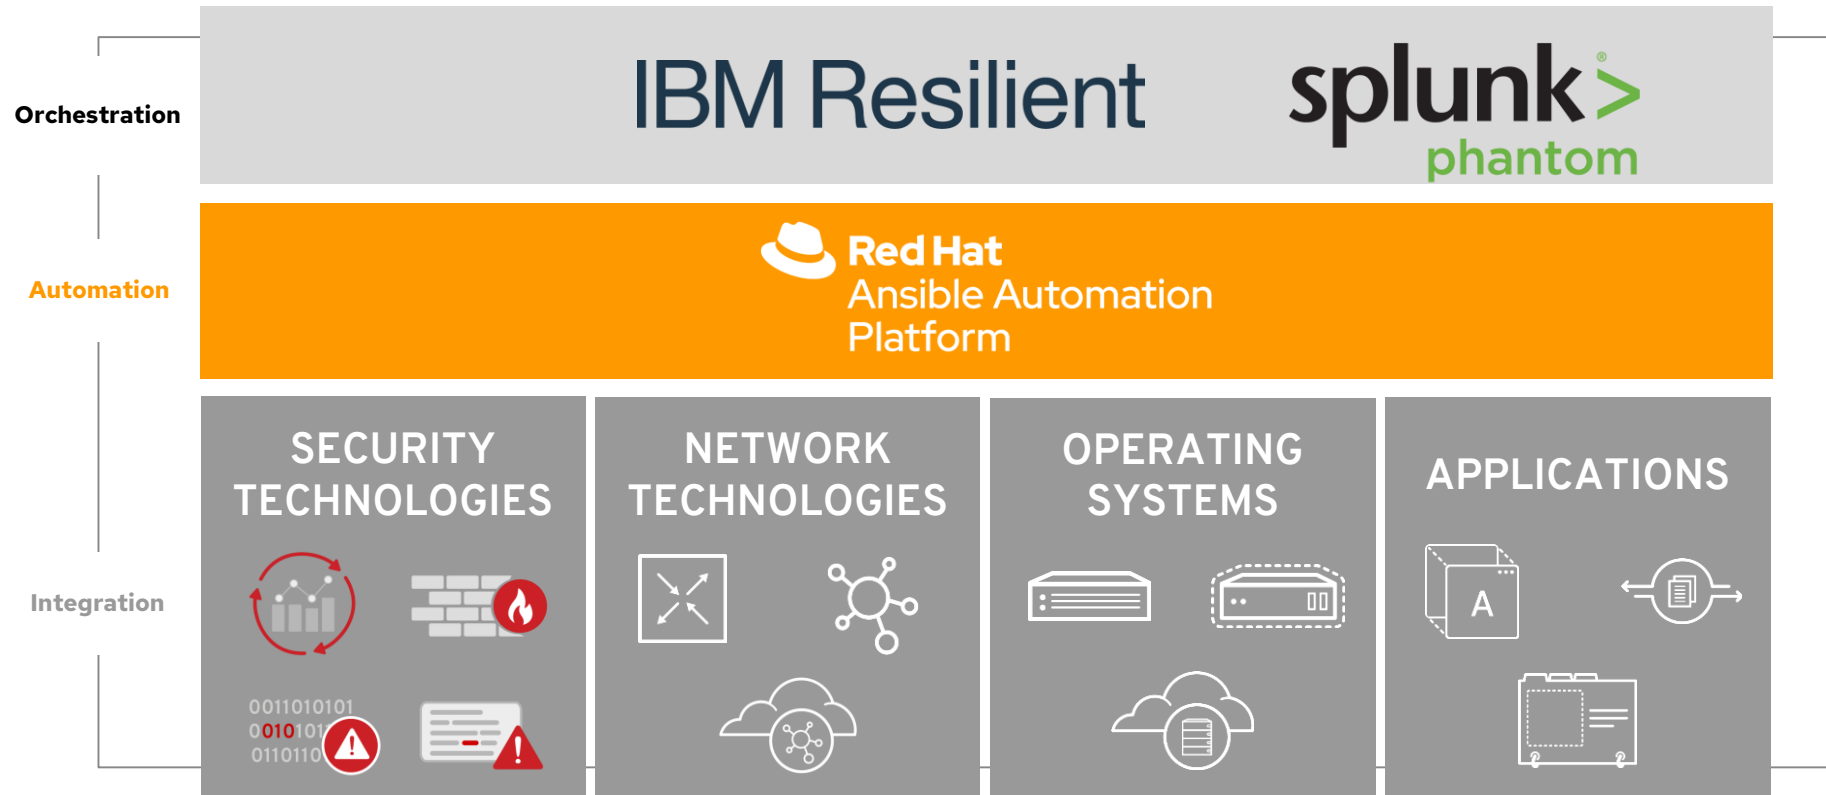 Orchestration
IBM Resilient
splunk>®
phantom
Automation
Red Hat
Ansible Automation
Platform
Integration
SECURITY
TECHNOLOGIES
0011010101
0010101
0110110
NETWORK
TECHNOLOGIES
OPERATING
SYSTEMS
APPLICATIONS
A